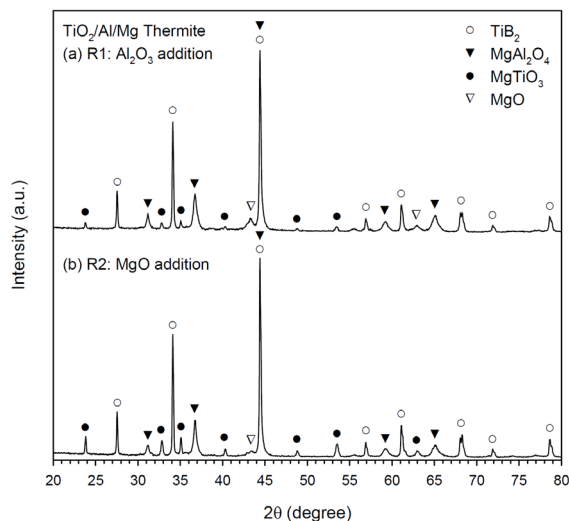 TiO₂/Al/Mg Thermite
(a) R1: Al₂O₃ addition
TiB₂
MgAl₂O₄
MgTiO₃
MgO
(b) R2: MgO addition
Intensity (a.u.)
20 25 30 35 40 45 50 55 60 65 70 75 80
2θ (degree)